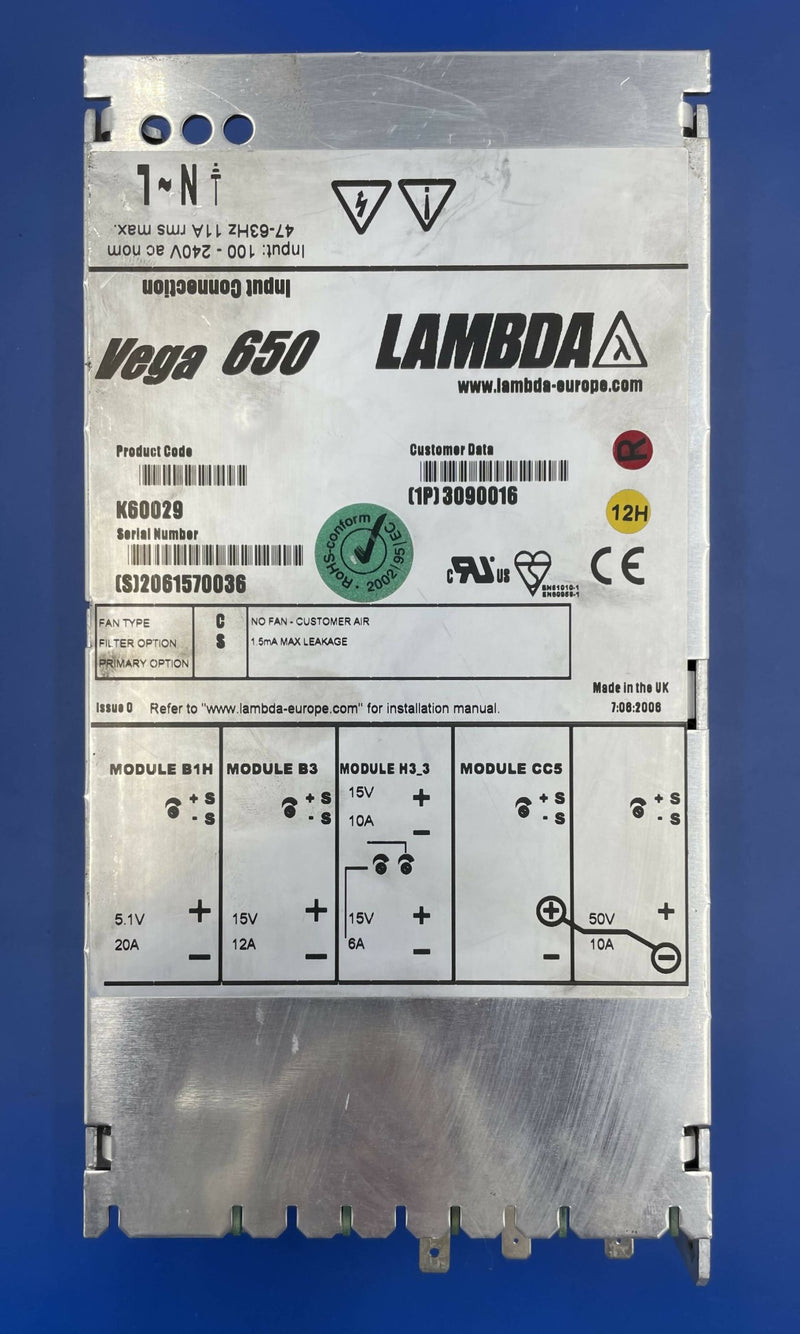 L ~ N
Input: 100 - 240V ac nom
47-63Hz 11A rms max.
Input Connection
Vega 650
LAMBDA λ
www.lambda-europe.com
Product Code
K60029
Customer Data
(1P)3090016
R
12H
Serial Number
(S)2061570036
RoHS-conform
2002/95/EC
c UR US
EN61010-1
EN60950-1
CE
FAN TYPE C NO FAN - CUSTOMER AIR
FILTER OPTION S 1.5mA MAX LEAKAGE
PRIMARY OPTION
Made in the UK
Issue 0 Refer to "www.lambda-europe.com" for installation manual.
7:06:2006
MODULE B1H
+ S
- S
5.1V +
20A -
MODULE B3
+ S
- S
15V +
12A -
MODULE H3_3
15V +
10A -
15V +
6A -
MODULE CC5
+ S
- S
+
-
+ S
- S
50V +
10A -